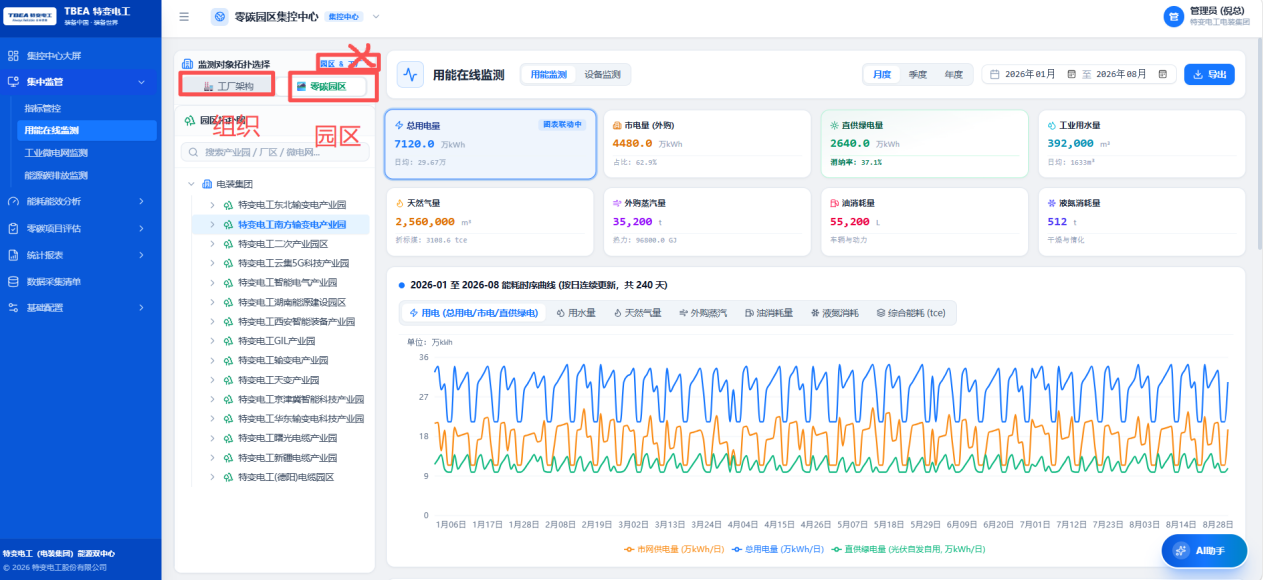 TBEA 特变电工
TBEA 特变电工
装备中国·装备世界
零碳园区集控中心
集控中心
管
管理员 (倪总)
特变电工电装集团
集控中心大屏
集中监管
指标管控
用能在线监测
工业微电网监测
能源碳排放监测
能耗能效分析
零碳项目评估
统计报表
数据采集清单
基础配置
特变电工 (电装集团) 能源双中心
© 2026 特变电工股份有限公司
监测对象拓扑选择
园区 &
工厂架构
零碳园区
组织
园区
搜索产业园 / 厂区 / 微电网...
电装集团
特变电工东北输变电产业园
特变电工南方输变电产业园
特变电工二次产业园区
特变电工云集5G科技产业园
特变电工智能电气产业园
特变电工湖南能源建设园区
特变电工西安智能装备产业园
特变电工GIL产业园
特变电工输变电产业园
特变电工天变产业园
特变电工京津冀智能科技产业园
特变电工华东输变电科技产业园
特变电工曙光电缆产业园
特变电工新疆电缆产业园
特变电工(德阳)电缆园区
用能在线监测
用能监测
设备监测
月度
季度
年度
2026年01月
至
2026年08月
导出
总用电量
图表联动中
7120.0 万kWh
日均: 29.67万
市电量 (外购)
4480.0 万kWh
占比: 62.9%
直供绿电量
2640.0 万kWh
消纳率: 37.1%
工业用水量
392,000 m³
日均: 1633m³
天然气量
2,560,000 m³
折标煤: 3108.6 tce
外购蒸汽量
35,200 t
热力: 96800.0 GJ
油消耗量
55,200 L
车辆与动力
液氮消耗量
512 t
干燥与惰化
2026-01 至 2026-08 能耗时序曲线 (按日连续更新，共 240 天)
用电 (总用电/市电/直供绿电)
用水量
天然气量
外购蒸汽
油消耗量
液氮消耗
综合能耗 (tce)
单位: 万kWh
36
27
18
9
0
1月06日 1月17日 1月28日 2月08日 2月19日 3月02日 3月13日 3月24日 4月04日 4月15日 4月26日 5月07日 5月18日 5月29日 6月09日 6月20日 7月01日 7月12日 7月23日 8月03日 8月14日 8月28日
市网供电量 (万kWh/日)
总用电量 (万kWh/日)
直供绿电量 (光伏自发自用, 万kWh/日)
AI助手